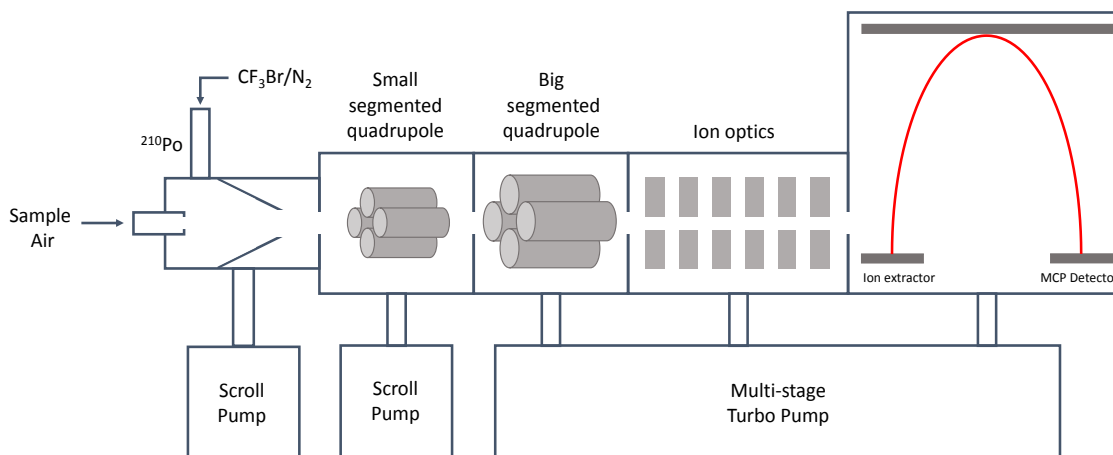 CF₃Br/N₂
²¹⁰Po
Sample
Air
Small
segmented
quadrupole
Big
segmented
quadrupole
Ion optics
Ion extractor
MCP Detector
Scroll
Pump
Scroll
Pump
Multi-stage
Turbo Pump